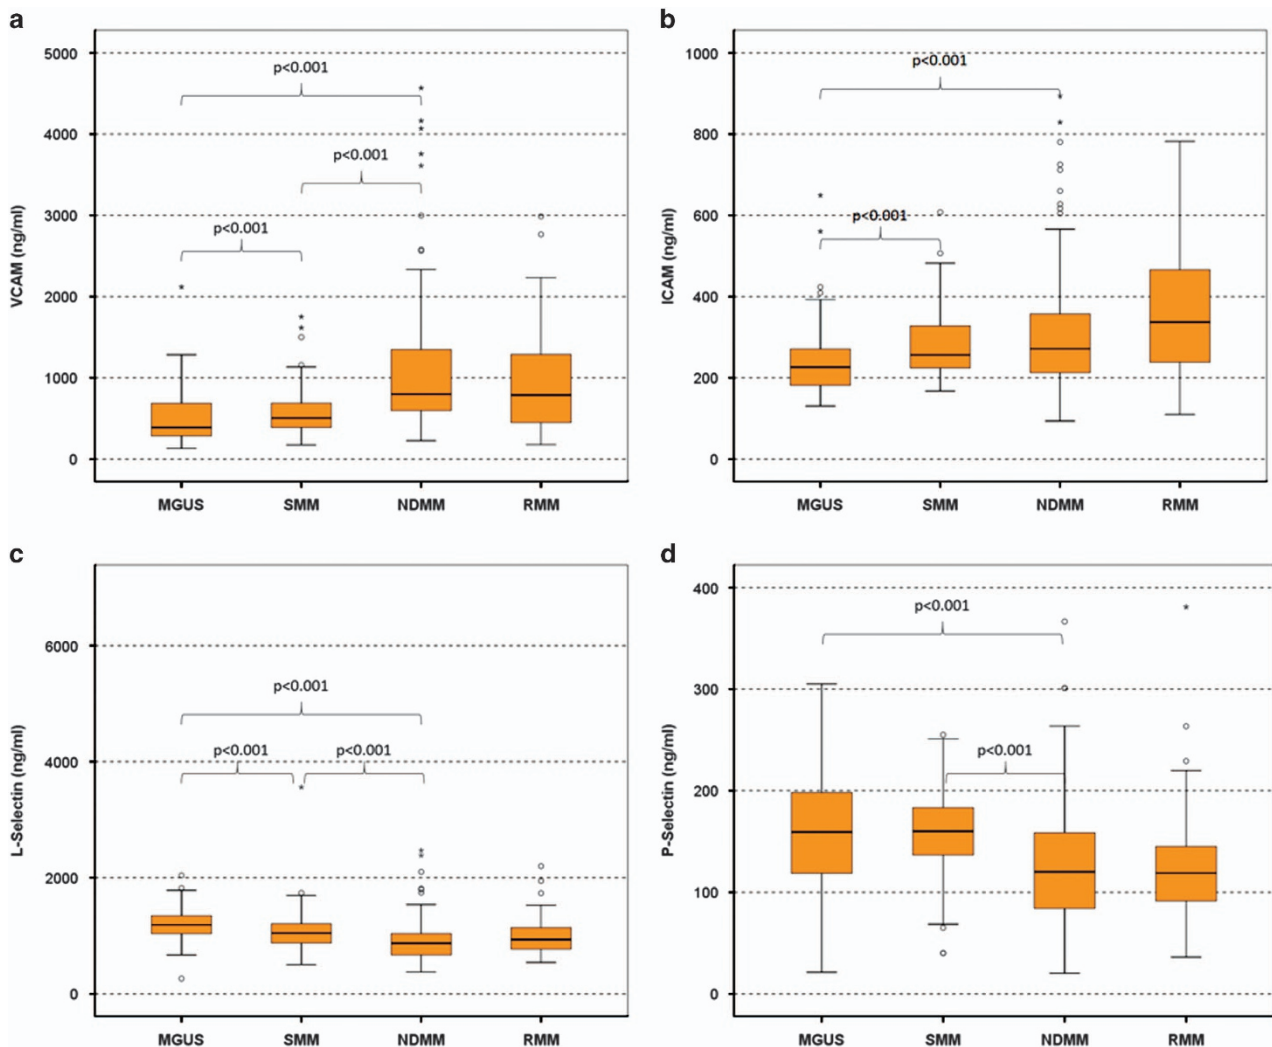 a
5000
4000
3000
2000
1000
0
VCAM (ng/ml)
p<0.001
p<0.001
p<0.001
MGUS SMM NDMM RMM
b
1000
800
600
400
200
0
ICAM (ng/ml)
p<0.001
p<0.001
MGUS SMM NDMM RMM
c
6000
4000
2000
0
L-Selectin (ng/ml)
p<0.001
p<0.001 p<0.001
MGUS SMM NDMM RMM
d
400
300
200
100
0
P-Selectin (ng/ml)
p<0.001
p<0.001
MGUS SMM NDMM RMM